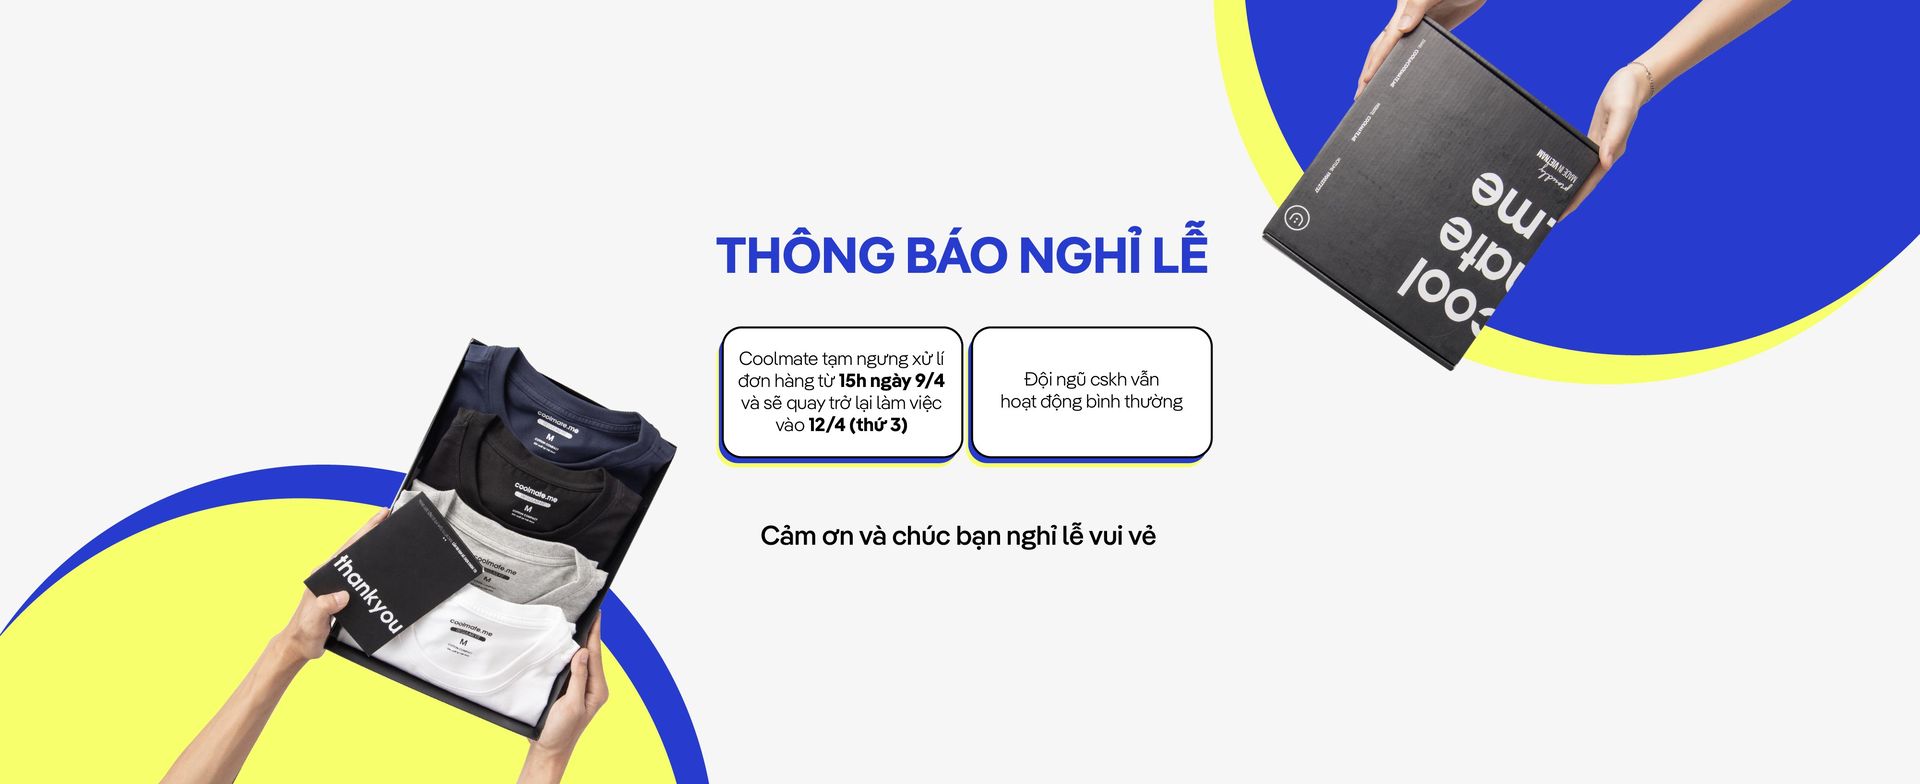 THÔNG BÁO NGHỈ LỄ
Coolmate tạm ngưng xử lí
đơn hàng từ 15h ngày 9/4
và sẽ quay trở lại làm việc
vào 12/4 (thứ 3)
Đội ngũ cskh vẫn
hoạt động bình thường
Cảm ơn và chúc bạn nghỉ lễ vui vẻ
cool
mate
.me
proudly
MADE IN VIETNAM
coolmate.me
M
coolmate.me
M
coolmate.me
M
coolmate.me
M
thankyou